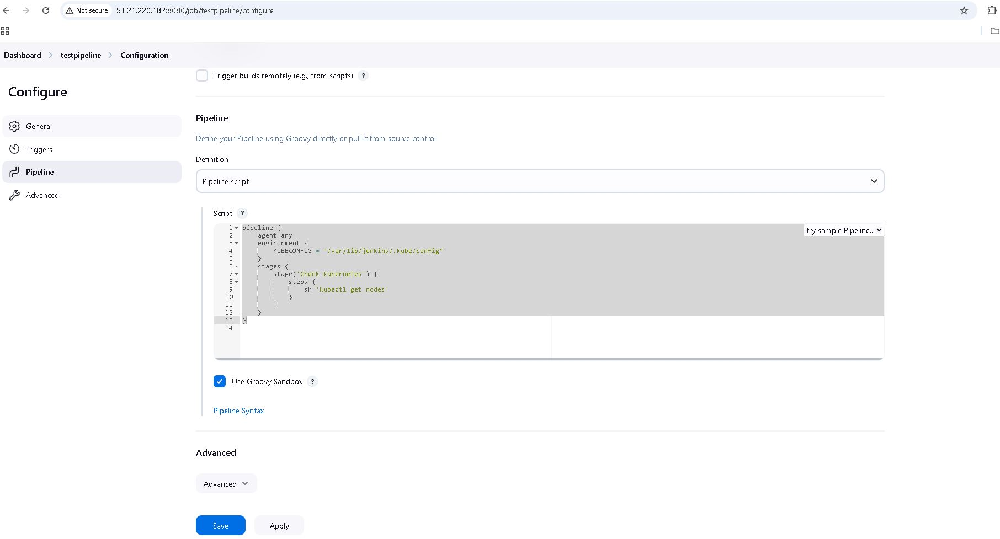 Not secure 51.21.220.182:8080/job/testpipeline/configure
Dashboard testpipeline Configuration
Trigger builds remotely (e.g., from scripts) ?
Configure
General
Triggers
Pipeline
Advanced
Pipeline
Define your Pipeline using Groovy directly or pull it from source control.
Definition
Pipeline script
Script ?
try sample Pipeline...
1 pipeline {
2     agent any
3     environment {
4         KUBECONFIG = "/var/lib/jenkins/.kube/config"
5     }
6     stages {
7         stage('Check Kubernetes') {
8             steps {
9                 sh 'kubectl get nodes'
10             }
11         }
12     }
13 }
14
Use Groovy Sandbox ?
Pipeline Syntax
Advanced
Advanced
Save Apply